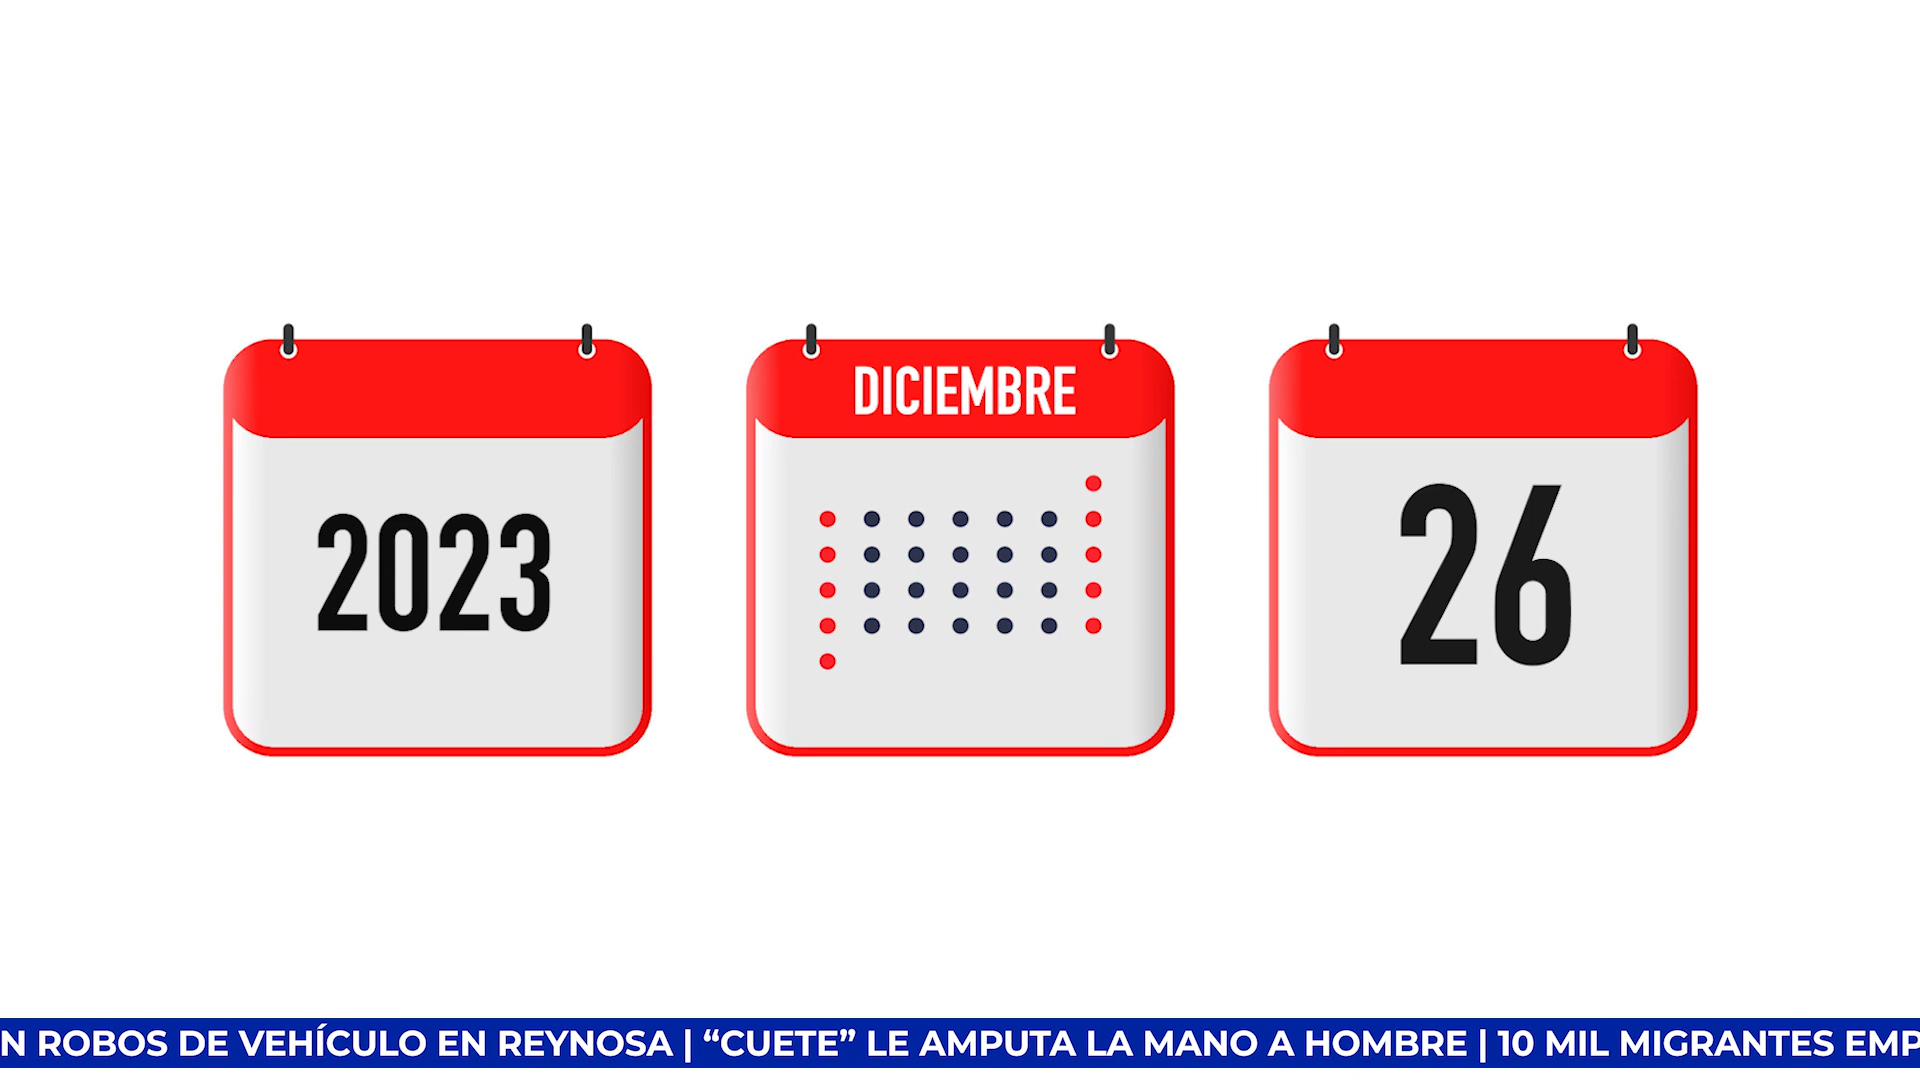 2023
DICIEMBRE
26
N ROBOS DE VEHÍCULO EN REYNOSA | “CUETE” LE AMPUTA LA MANO A HOMBRE | 10 MIL MIGRANTES EMP